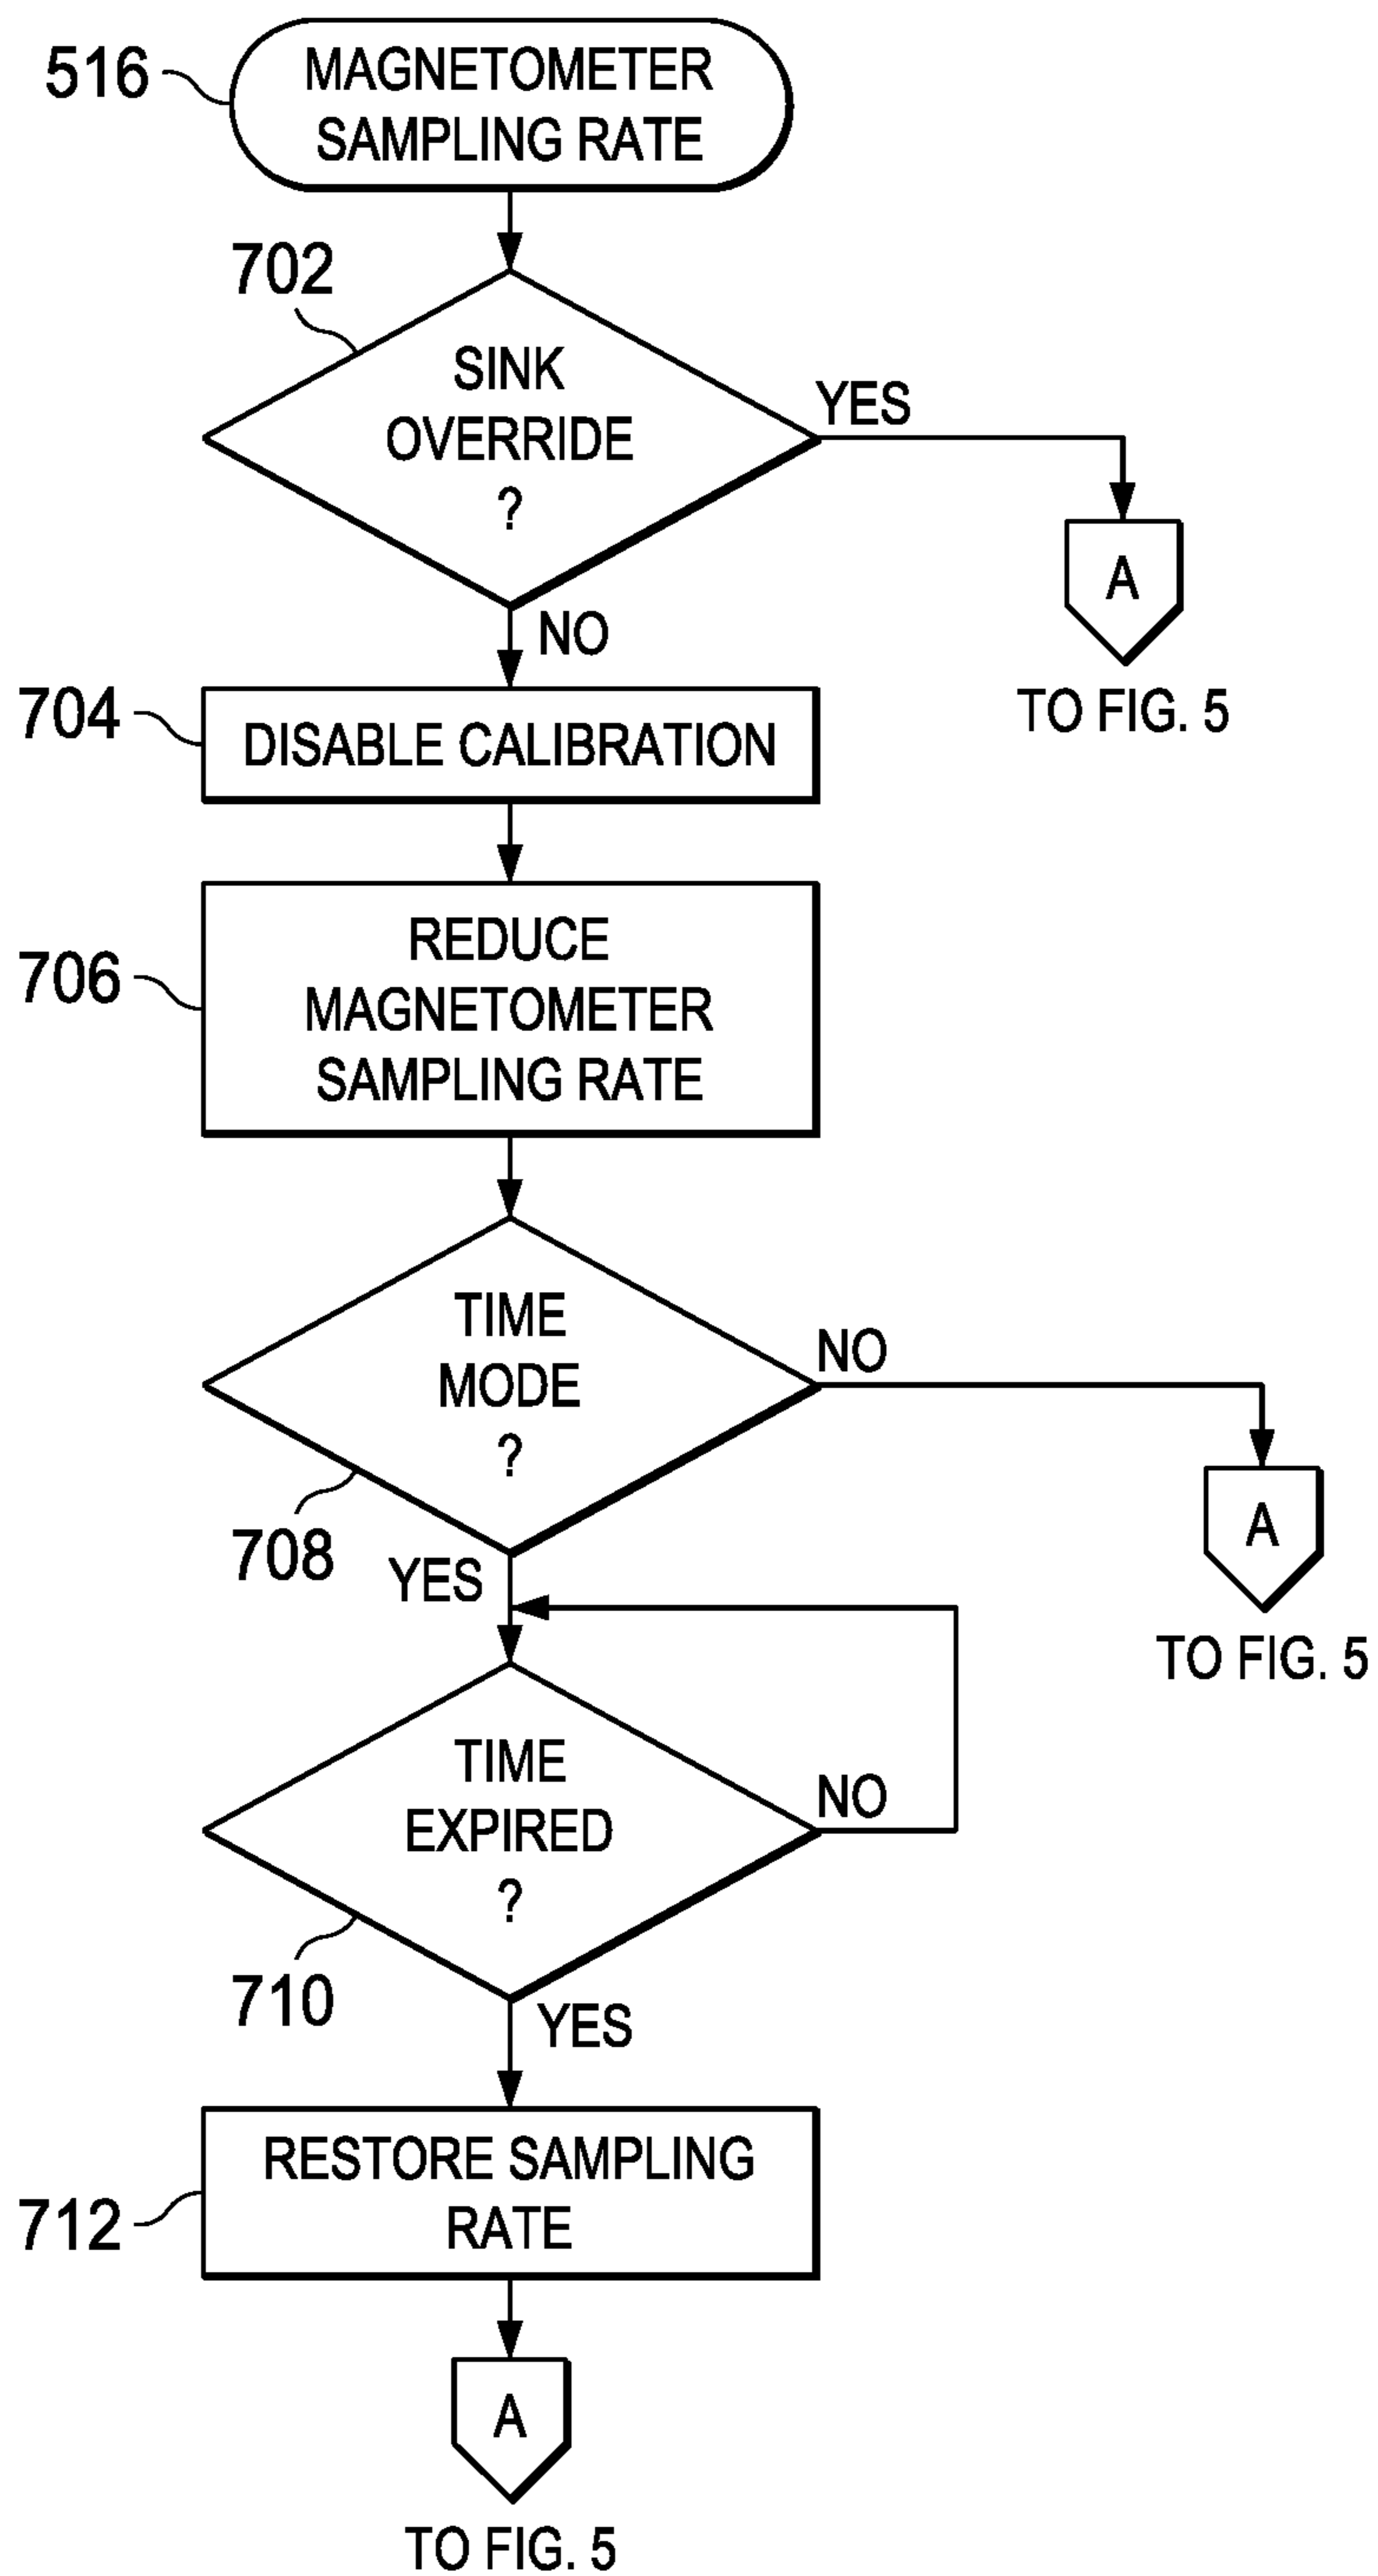 516
MAGNETOMETER
SAMPLING RATE
702
SINK
OVERRIDE
?
YES
A
TO FIG. 5
NO
704
DISABLE CALIBRATION
706
REDUCE
MAGNETOMETER
SAMPLING RATE
TIME
MODE
?
NO
A
TO FIG. 5
708
YES
TIME
EXPIRED
?
NO
710
YES
712
RESTORE SAMPLING
RATE
A
TO FIG. 5